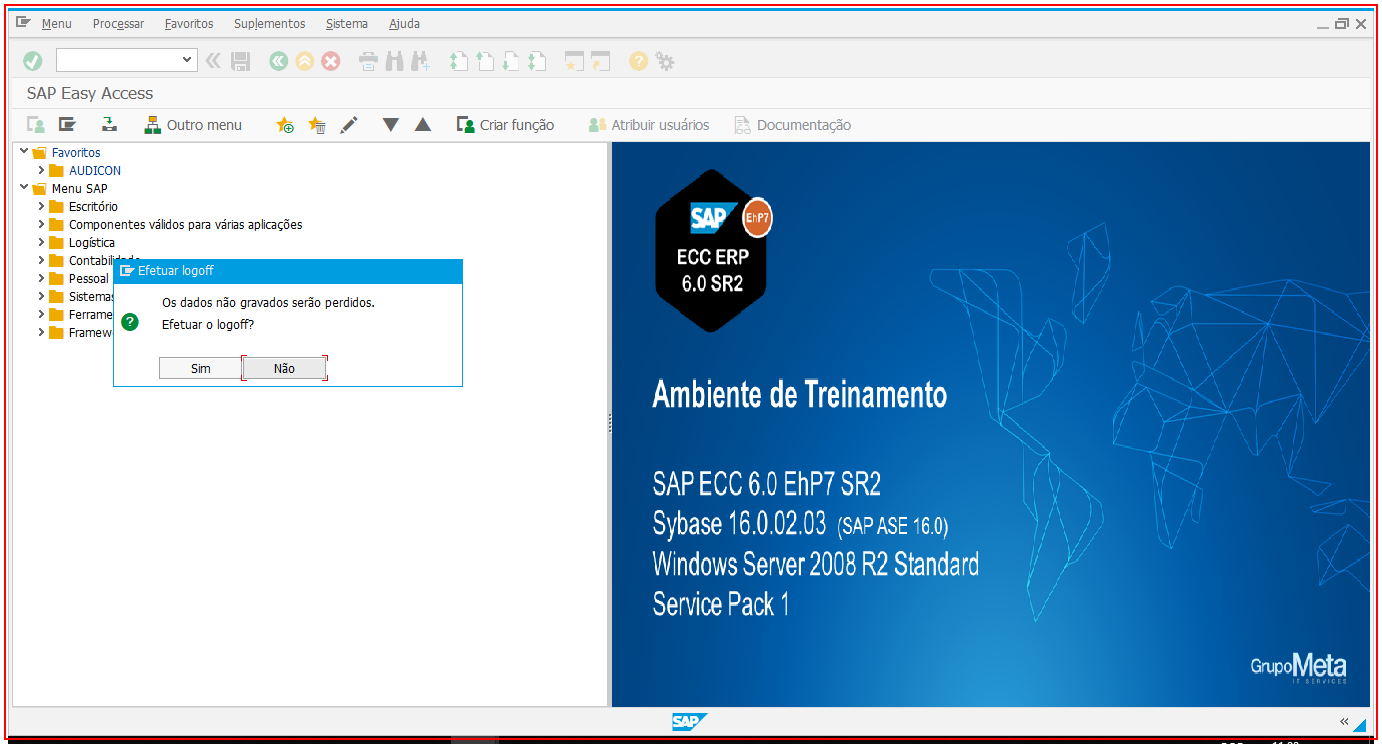 Menu Processar Favoritos Suplementos Sistema Ajuda
SAP Easy Access
Outro menu Criar função Atribuir usuários Documentação
Favoritos
AUDICON
Menu SAP
Escritório
Componentes válidos para várias aplicações
Logística
Contabilidade
Pessoal
Sistemas
Ferrame
Framew
Efetuar logoff
Os dados não gravados serão perdidos.
Efetuar o logoff?
Sim Não
SAP EhP7
ECC ERP
6.0 SR2
Ambiente de Treinamento
SAP ECC 6.0 EhP7 SR2
Sybase 16.0.02.03 (SAP ASE 16.0)
Windows Server 2008 R2 Standard
Service Pack 1
GrupoMeta
IT SERVICES
SAP